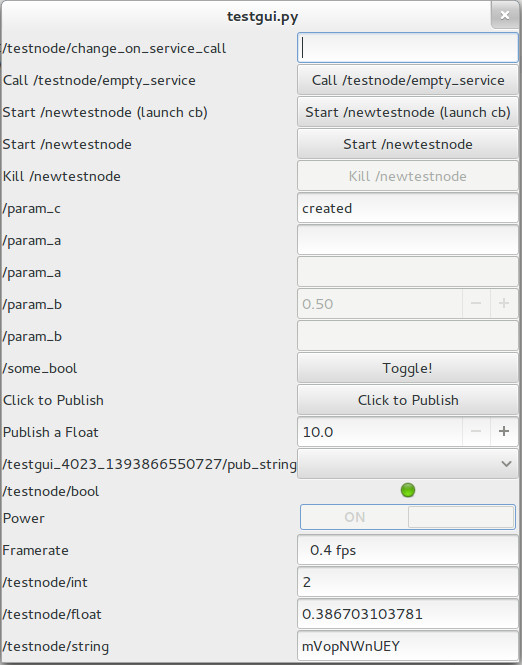 testgui.py
/testnode/change_on_service_call
Call /testnode/empty_service Call /testnode/empty_service
Start /newtestnode (launch cb) Start /newtestnode (launch cb)
Start /newtestnode Start /newtestnode
Kill /newtestnode Kill /newtestnode
/param_c created
/param_a
/param_a
/param_b 0.50
/param_b
/some_bool Toggle!
Click to Publish Click to Publish
Publish a Float 10.0
/testgui_4023_1393866550727/pub_string
/testnode/bool
Power ON
Framerate 0.4 fps
/testnode/int 2
/testnode/float 0.386703103781
/testnode/string mVopNWnUEY